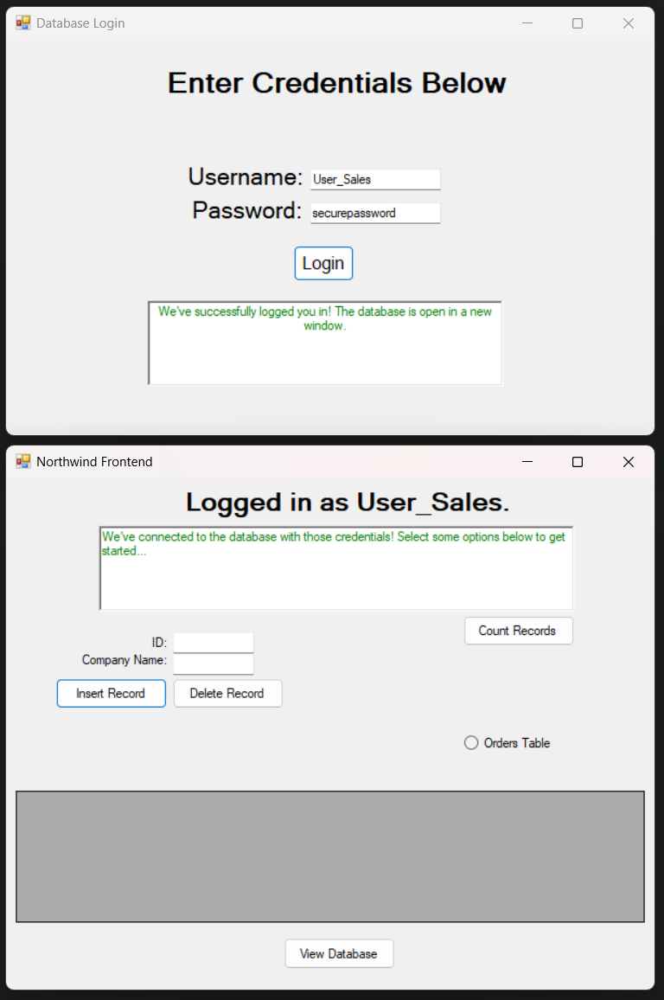 Database Login
Enter Credentials Below
Username: User_Sales
Password: securepassword
Login
We've successfully logged you in! The database is open in a new
window.
Northwind Frontend
Logged in as User_Sales.
We've connected to the database with those credentials! Select some options below to get
started...
Count Records
ID:
Company Name:
Insert Record Delete Record
Orders Table
View Database